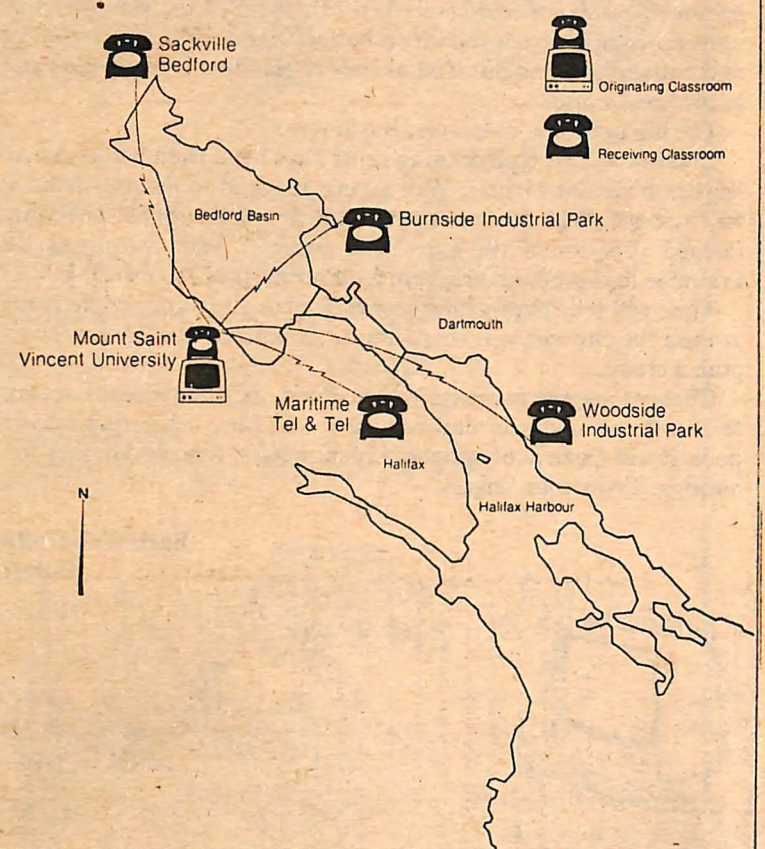 Sackville
Bedford
Originating Classroom
Receiving Classroom
Bedford Basin
Burnside Industrial Park
Dartmouth
Mount Saint
Vincent University
Maritime
Tel & Tel
Woodside
Industrial Park
Halifax
Halifax Harbour
N